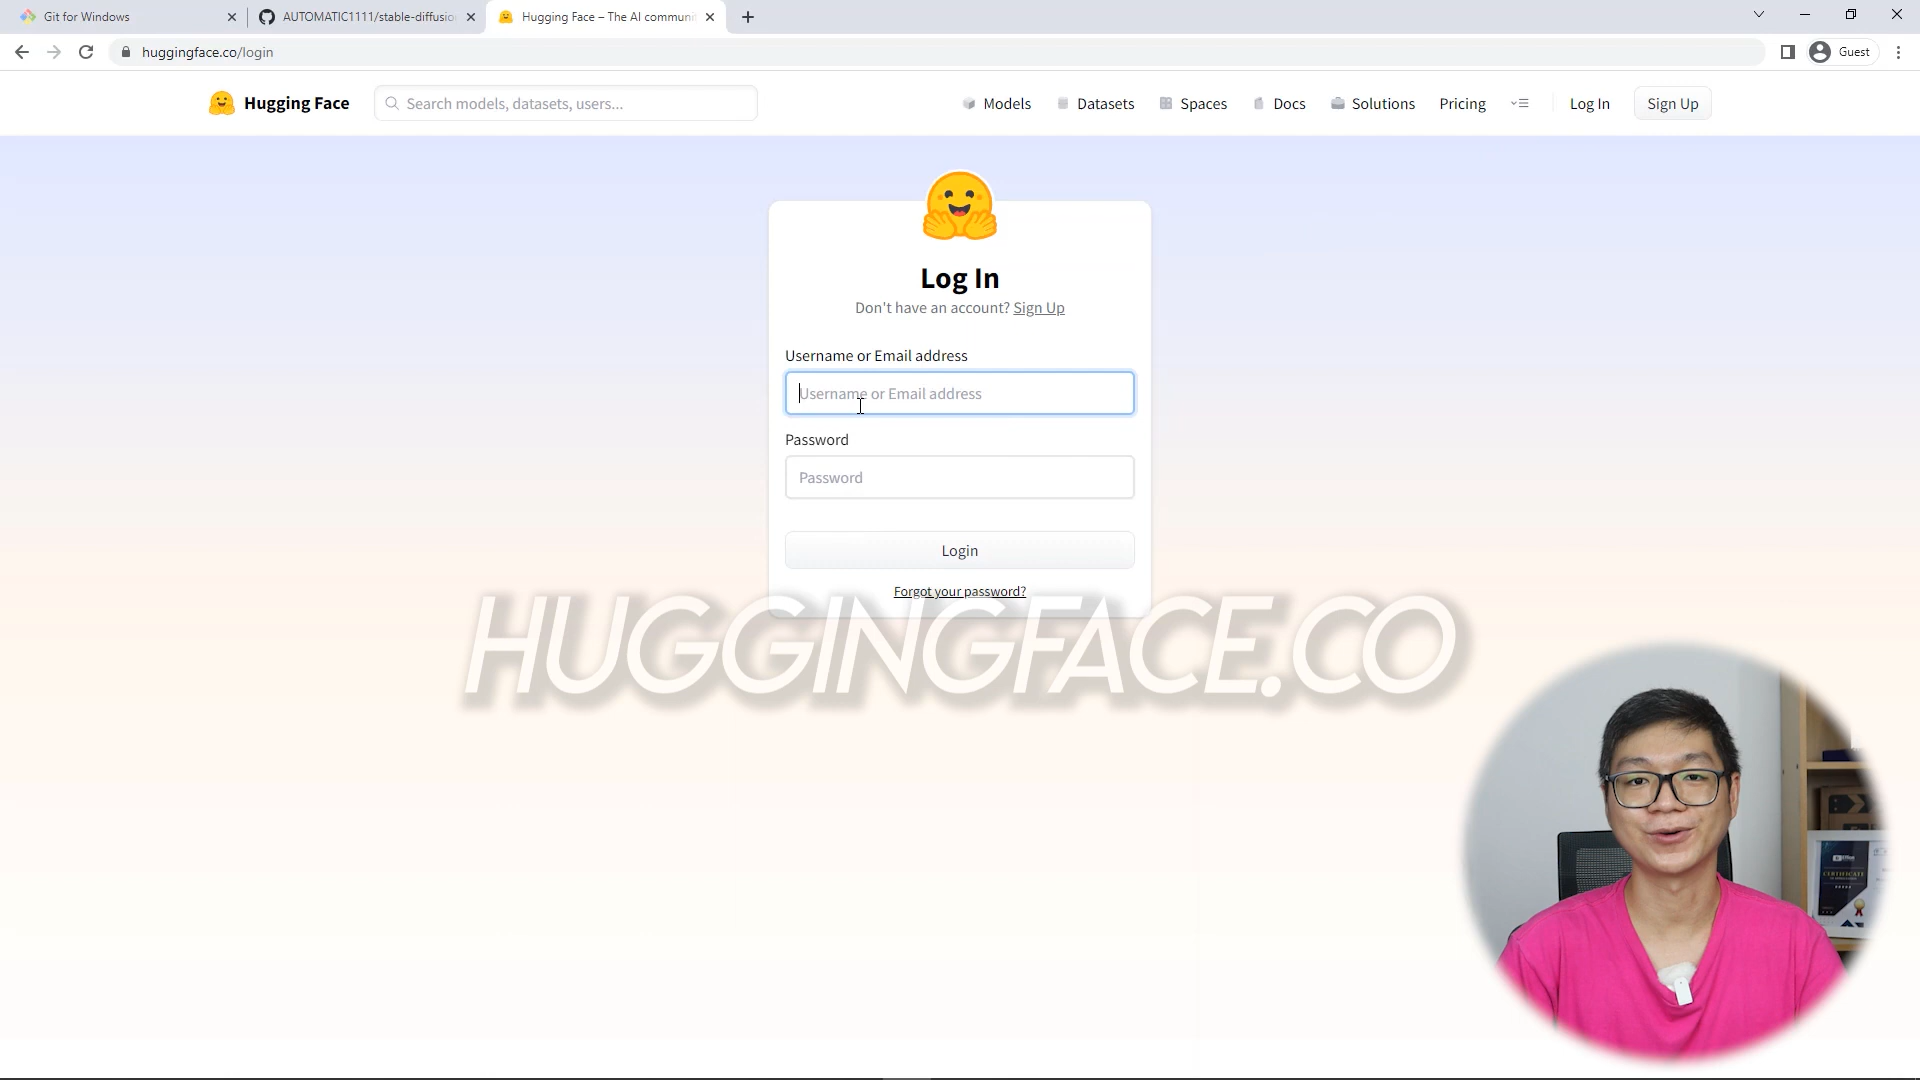 Git for Windows
AUTOMATIC1111/stable-diffusio
Hugging Face – The AI communi
huggingface.co/login
Guest
Hugging Face
Search models, datasets, users...
Models
Datasets
Spaces
Docs
Solutions
Pricing
Log In
Sign Up
Log In
Don't have an account? Sign Up
Username or Email address
Username or Email address
Password
Password
Login
Forgot your password?
HUGGINGFACE.CO
CERTIFICATE